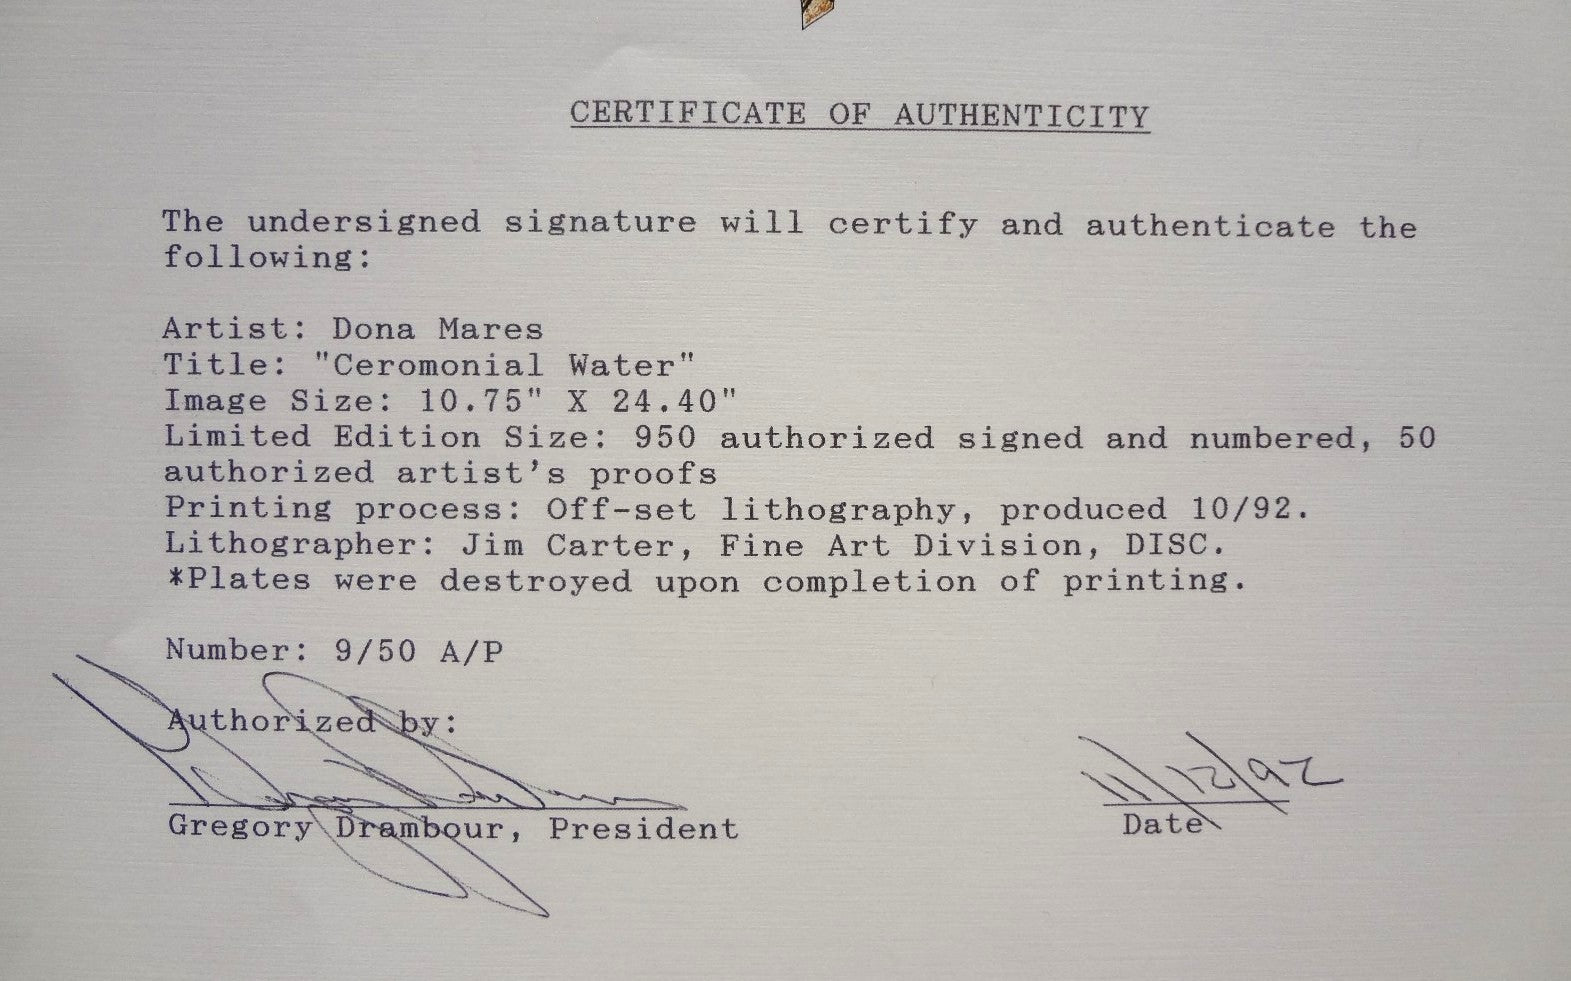 CERTIFICATE OF AUTHENTICITY
The undersigned signature will certify and authenticate the
following:
Artist: Dona Mares
Title: "Ceromonial Water"
Image Size: 10.75" X 24.40"
Limited Edition Size: 950 authorized signed and numbered, 50
authorized artist's proofs
Printing process: Off-set lithography, produced 10/92.
Lithographer: Jim Carter, Fine Art Division, DISC.
*Plates were destroyed upon completion of printing.
Number: 9/50 A/P
Authorized by:
11/12/92
Gregory Drambour, President
Date